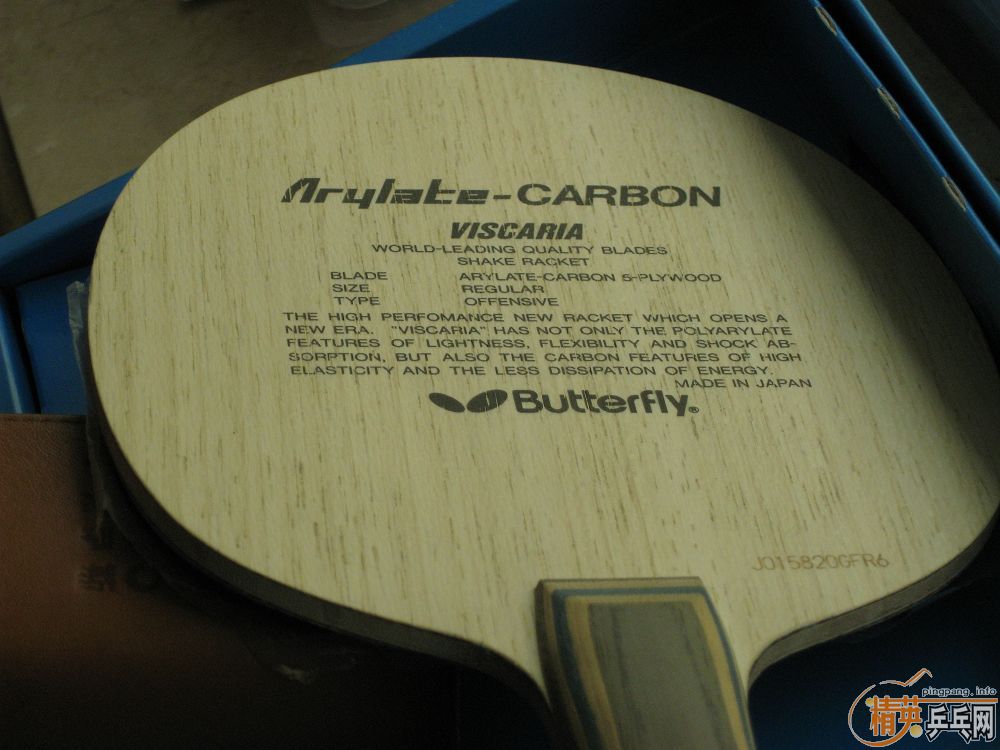 Arylate-CARBON
VISCARIA
WORLD-LEADING QUALITY BLADES
SHAKE RACKET
BLADE ARYLATE-CARBON 5-PLYWOOD
SIZE REGULAR
TYPE OFFENSIVE
THE HIGH PERFOMANCE NEW RACKET WHICH OPENS A
NEW ERA. "VISCARIA" HAS NOT ONLY THE POLYARYLATE
FEATURES OF LIGHTNESS, FLEXIBILITY AND SHOCK AB-
SORPTION, BUT ALSO THE CARBON FEATURES OF HIGH
ELASTICITY AND THE LESS DISSIPATION OF ENERGY.
MADE IN JAPAN
Butterfly®
J015820GFR6
pingpang.info
精英乒乓网